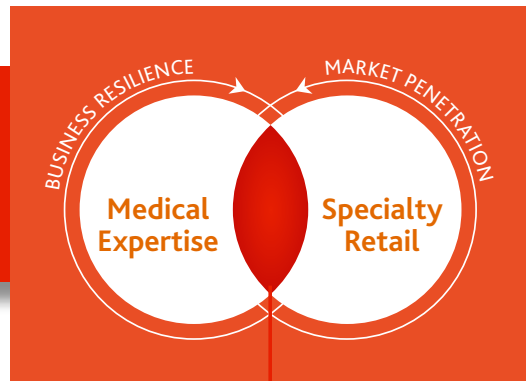 BUSINESS RESILIENCE
MARKET PENETRATION
Medical
Expertise
Specialty
Retail